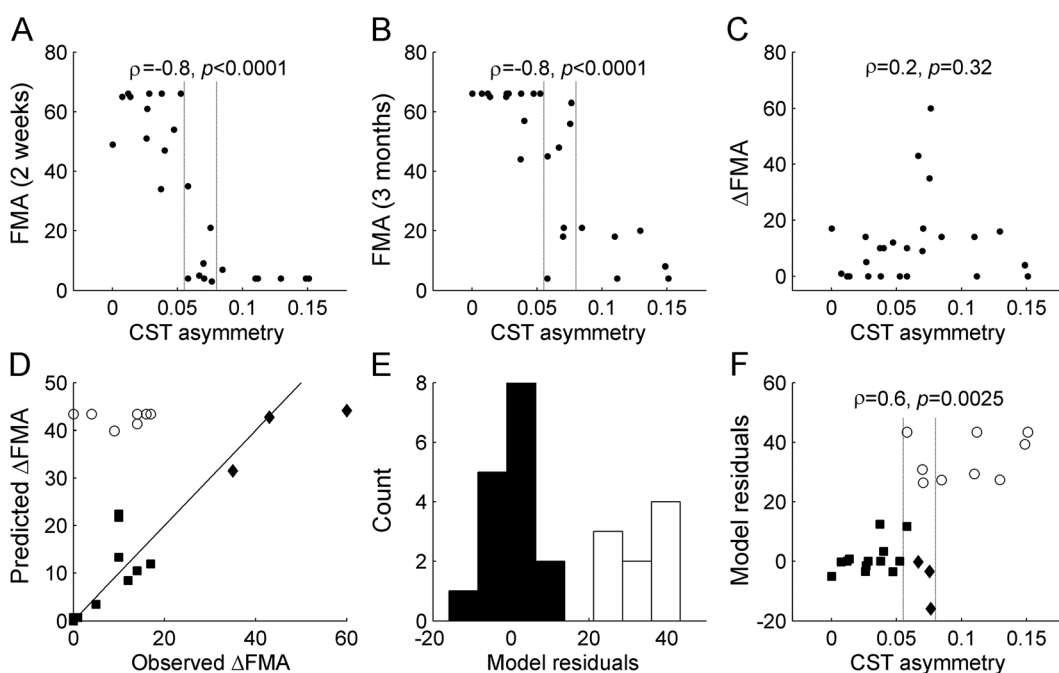 A
ρ=-0.8, p<0.0001
FMA (2 weeks)
80
60
40
20
0
0 0.05 0.1 0.15
CST asymmetry
B
ρ=-0.8, p<0.0001
FMA (3 months)
80
60
40
20
0
0 0.05 0.1 0.15
CST asymmetry
C
ρ=0.2, p=0.32
ΔFMA
80
60
40
20
0
0 0.05 0.1 0.15
CST asymmetry
D
Predicted ΔFMA
50
40
30
20
10
0
0 20 40 60
Observed ΔFMA
E
Count
8
6
4
2
0
-20 0 20 40
Model residuals
F
ρ=0.6, p=0.0025
Model residuals
60
40
20
0
-20
0 0.05 0.1 0.15
CST asymmetry